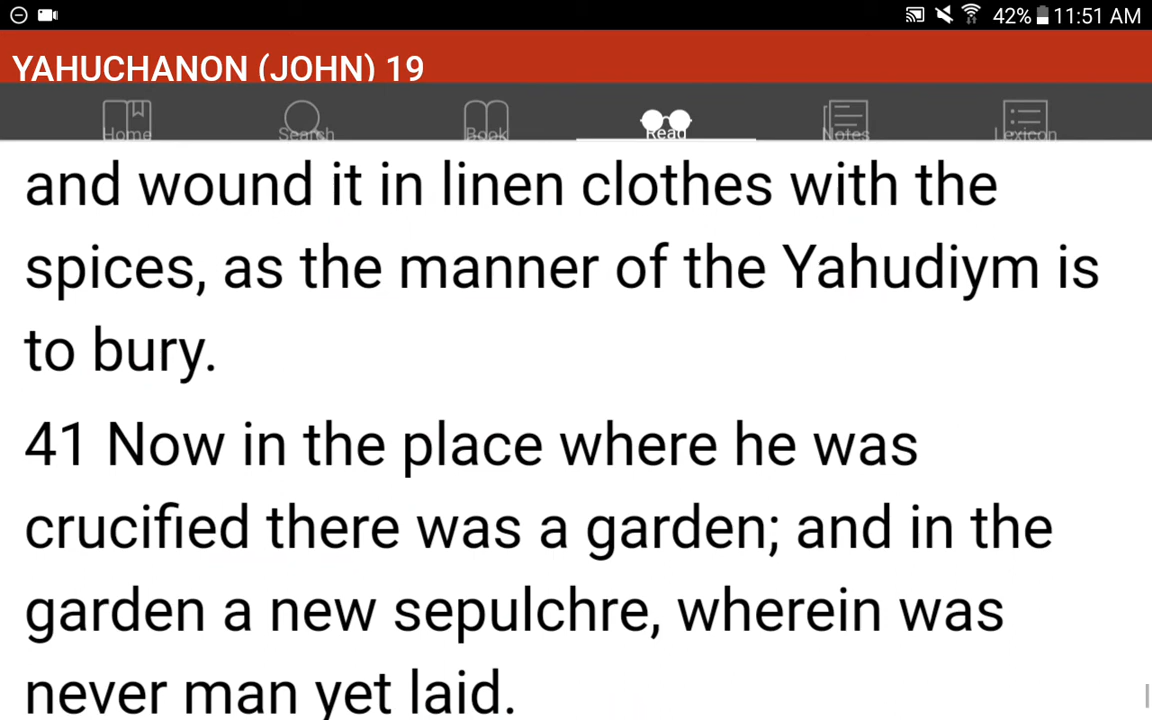 42% 11:51 AM
YAHUCHANON (JOHN) 19
Home Search Book Read Notes Lexicon
and wound it in linen clothes with the
spices, as the manner of the Yahudiym is
to bury.
41 Now in the place where he was
crucified there was a garden; and in the
garden a new sepulchre, wherein was
never man yet laid.